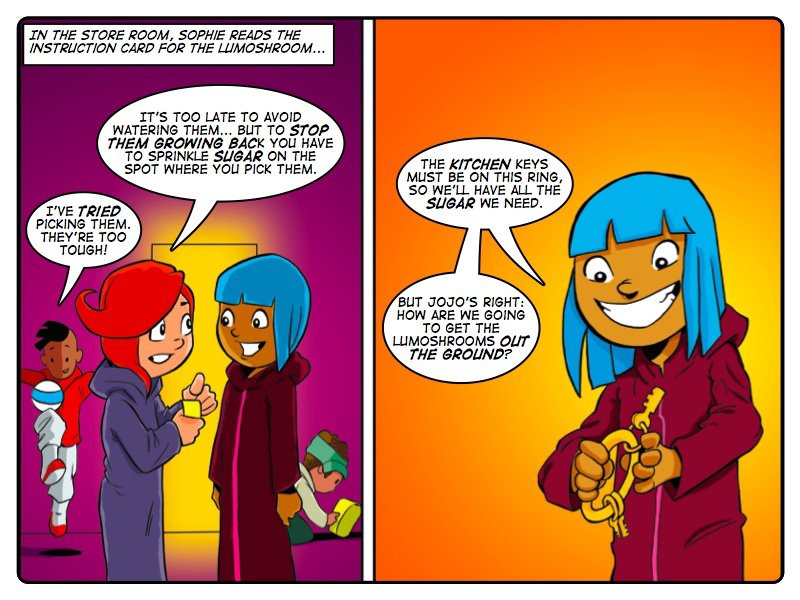 IN THE STORE ROOM, SOPHIE READS THE
INSTRUCTION CARD FOR THE LUMOSHROOM...
IT'S TOO LATE TO AVOID
WATERING THEM... BUT TO STOP
THEM GROWING BACK YOU HAVE
TO SPRINKLE SUGAR ON THE
SPOT WHERE YOU PICK THEM.
I'VE TRIED
PICKING THEM.
THEY'RE TOO
TOUGH!
THE KITCHEN KEYS
MUST BE ON THIS RING,
SO WE'LL HAVE ALL THE
SUGAR WE NEED.
BUT JOJO'S RIGHT:
HOW ARE WE GOING
TO GET THE
LUMOSHROOMS OUT
THE GROUND?